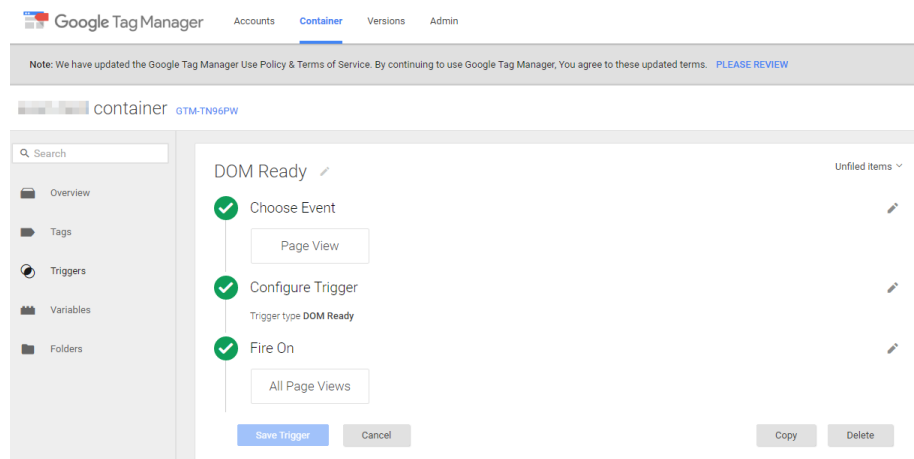 Google Tag Manager Accounts Container Versions Admin
Note: We have updated the Google Tag Manager Use Policy & Terms of Service. By continuing to use Google Tag Manager, You agree to these updated terms. PLEASE REVIEW
container GTM-TN96PW
Search
Overview
Tags
Triggers
Variables
Folders
DOM Ready
Unfiled items
Choose Event
Page View
Configure Trigger
Trigger type DOM Ready
Fire On
All Page Views
Save Trigger Cancel Copy Delete